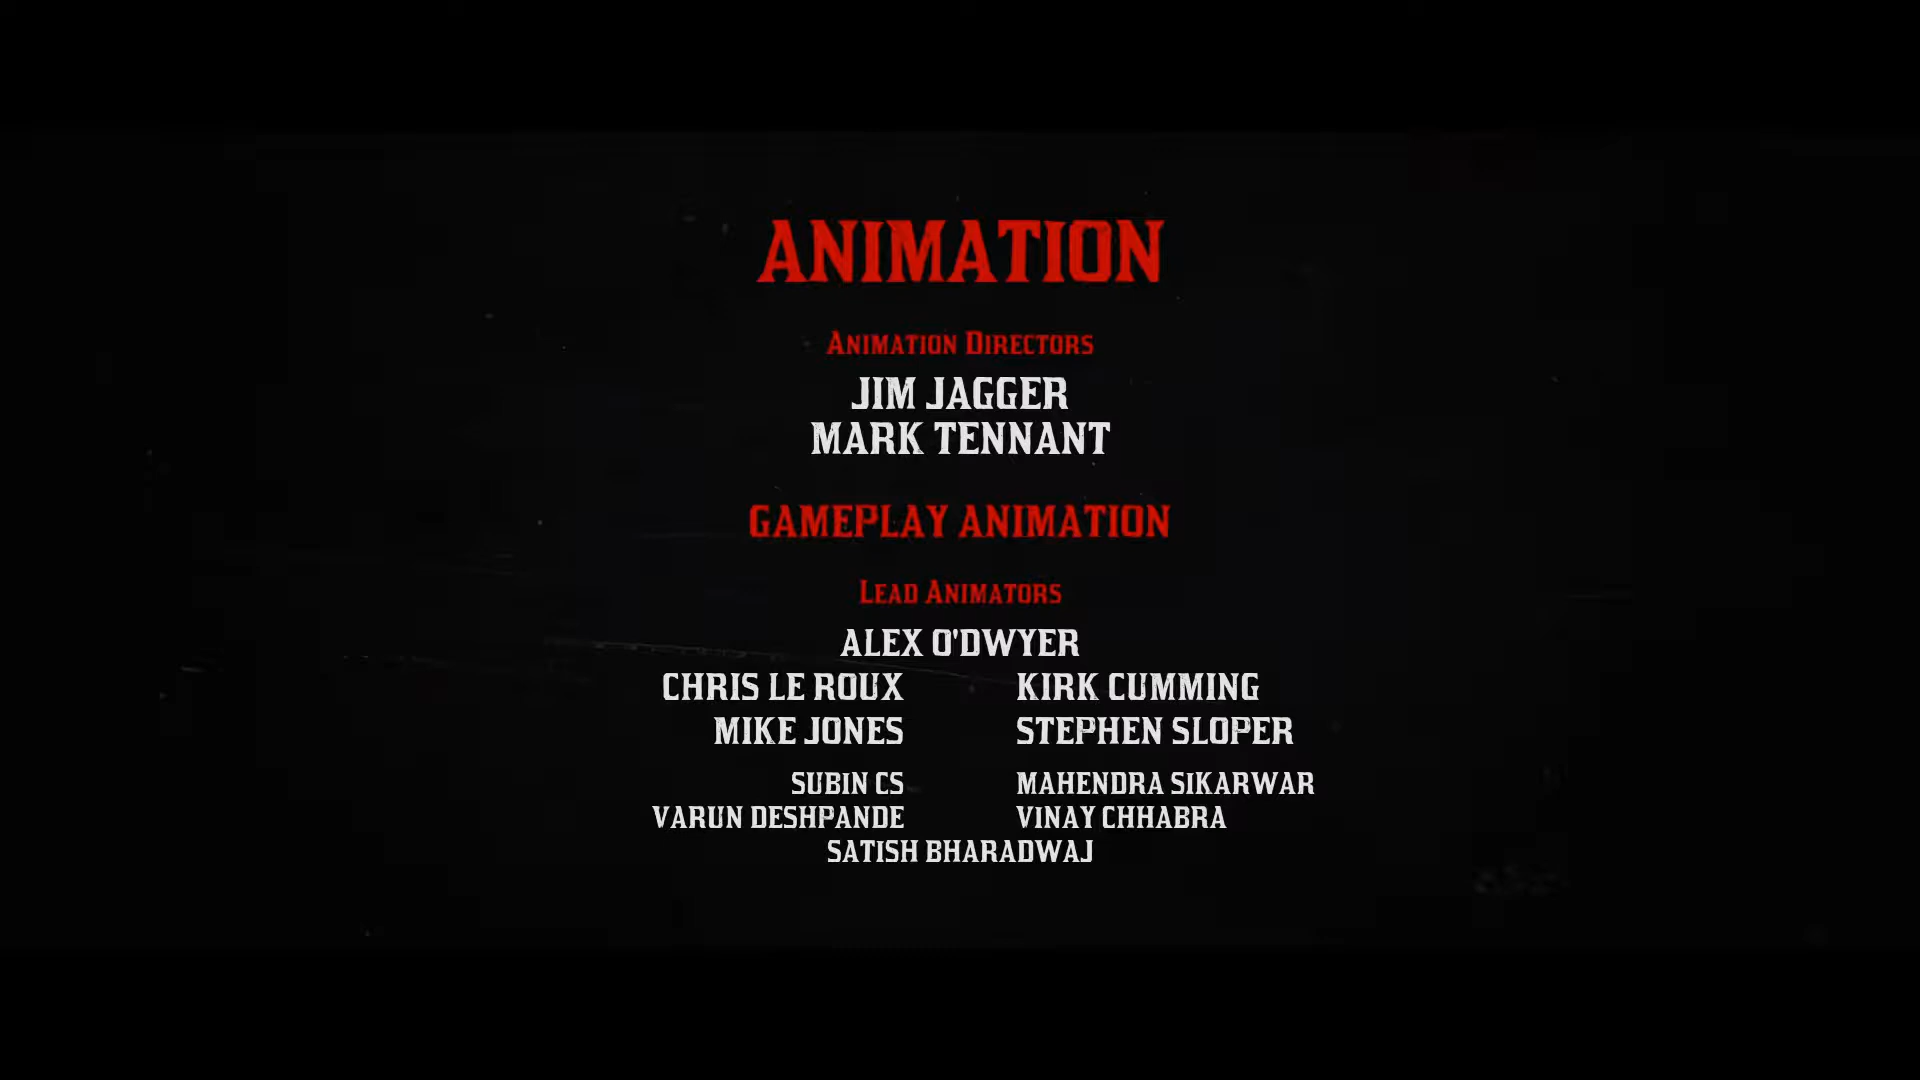 ANIMATION
Animation Directors
JIM JAGGER
MARK TENNANT
GAMEPLAY ANIMATION
Lead Animators
ALEX O'DWYER
CHRIS LE ROUX KIRK CUMMING
MIKE JONES STEPHEN SLOPER
SUBIN CS MAHENDRA SIKARWAR
VARUN DESHPANDE VINAY CHHABRA
SATISH BHARADWAJ